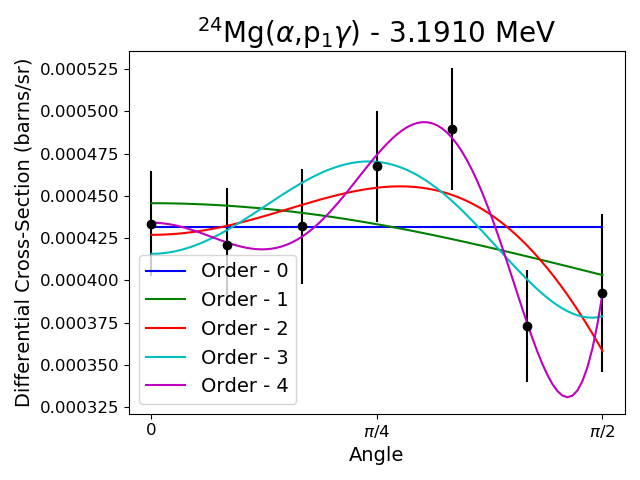 ²⁴Mg(α,p₁γ) - 3.1910 MeV
Differential Cross-Section (barns/sr)
0.000525
0.000500
0.000475
0.000450
0.000425
0.000400
0.000375
0.000350
0.000325
Order - 0
Order - 1
Order - 2
Order - 3
Order - 4
0
π/4
π/2
Angle